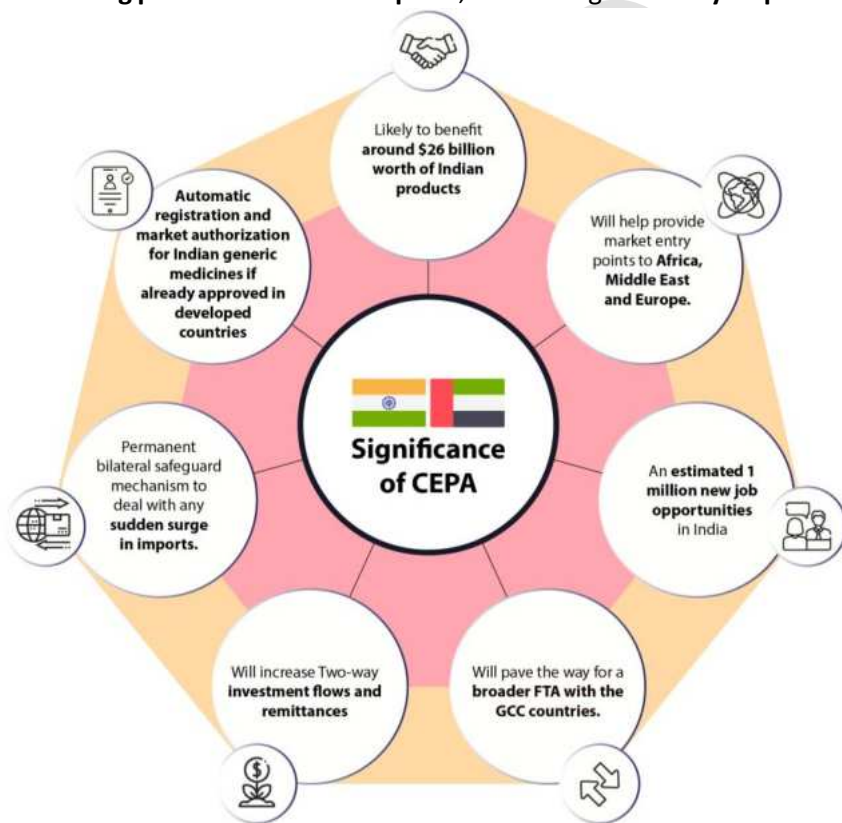 Likely to benefit
around $26 billion
worth of Indian
products
Will help provide
market entry
points to Africa,
Middle East
and Europe.
An estimated 1
million new job
opportunities
in India
Will pave the way for a
broader FTA with the
GCC countries.
Will increase Two-way
investment flows and
remittances
Permanent
bilateral safeguard
mechanism to
deal with any
sudden surge
in imports.
Automatic
registration and
market authorization
for Indian generic
medicines if
already approved in
developed
countries
Significance
of CEPA